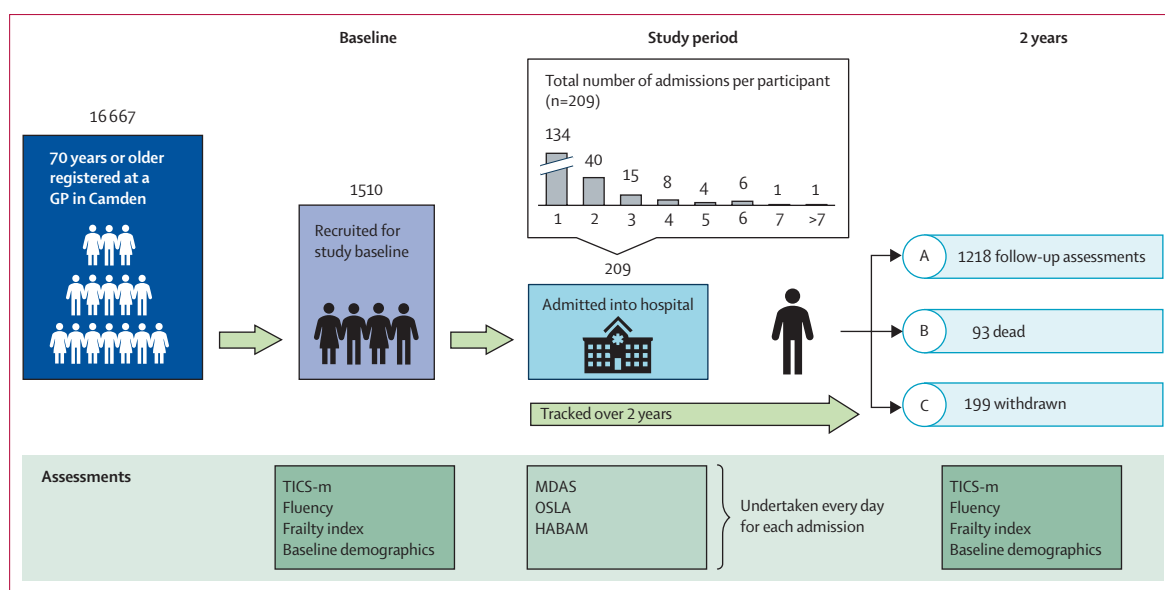 Baseline
Study period
2 years
Total number of admissions per participant
(n=209)
134
40
15
8
4
6
1
1
1
2
3
4
5
6
7
>7
16 667
70 years or older
registered at a
GP in Camden
1510
Recruited for
study baseline
209
Admitted into hospital
Tracked over 2 years
A
1218 follow-up assessments
B
93 dead
C
199 withdrawn
Assessments
TICS-m
Fluency
Frailty index
Baseline demographics
MDAS
OSLA
HABAM
Undertaken every day
for each admission
TICS-m
Fluency
Frailty index
Baseline demographics